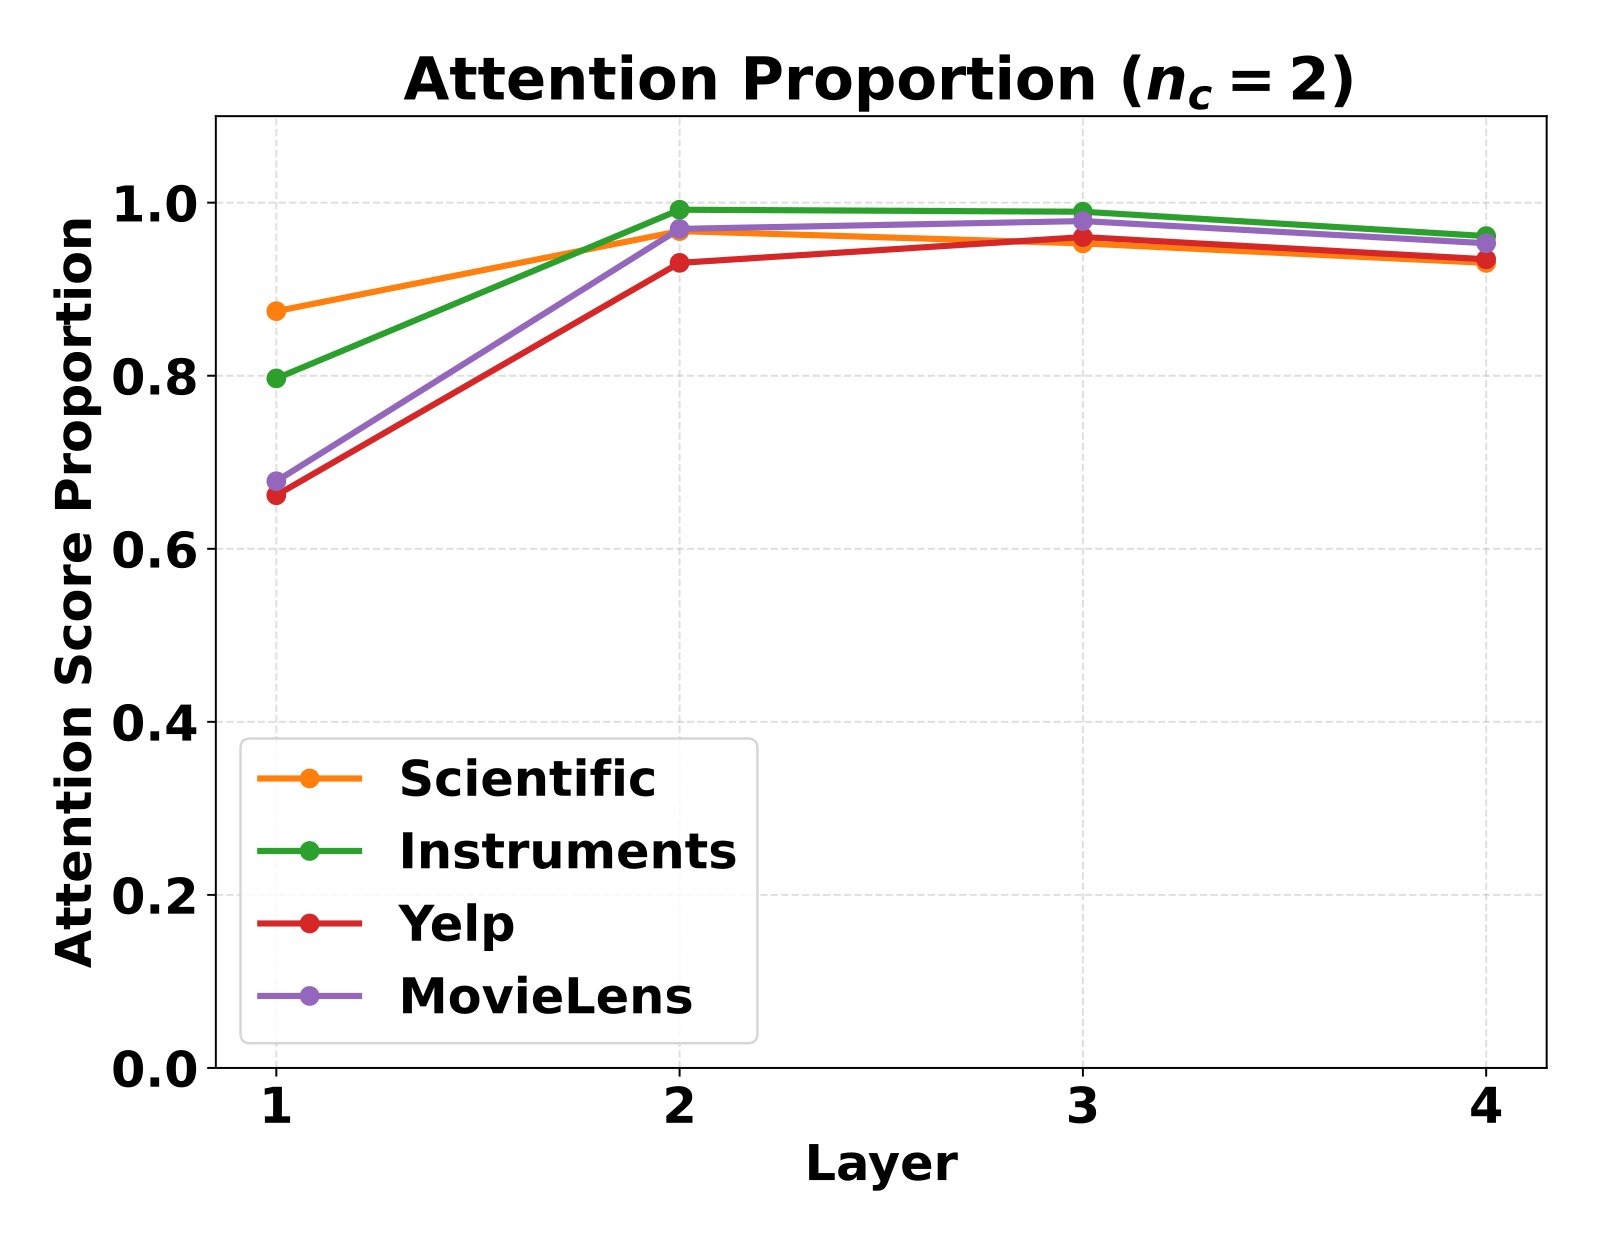 Attention Proportion (n_c = 2)
Attention Score Proportion
1.0
0.8
0.6
0.4
0.2
0.0
Scientific
Instruments
Yelp
MovieLens
1 2 3 4
Layer